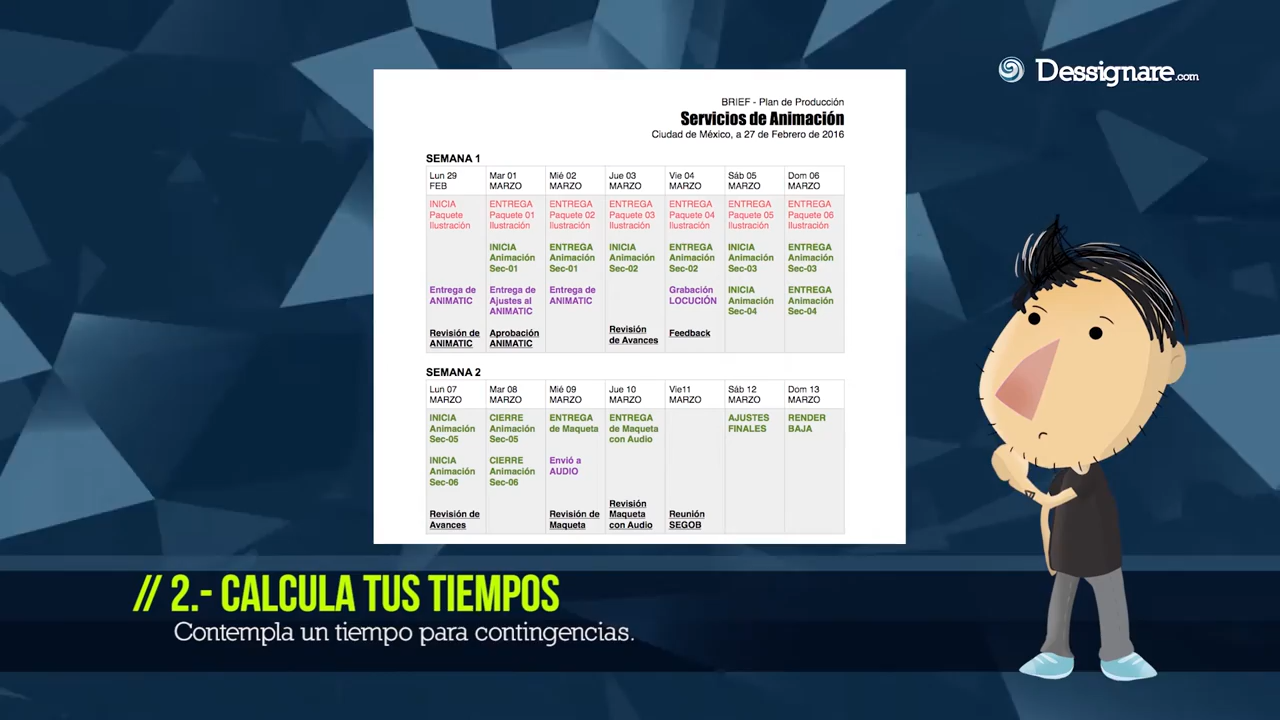 Dessignare.com
BRIEF - Plan de Producción
Servicios de Animación
Ciudad de México, a 27 de Febrero de 2016
SEMANA 1
Lun 29 FEB
Mar 01 MARZO
Mié 02 MARZO
Jue 03 MARZO
Vie 04 MARZO
Sáb 05 MARZO
Dom 06 MARZO
INICIA Paquete Ilustración
ENTREGA Paquete 01 Ilustración
ENTREGA Paquete 02 Ilustración
ENTREGA Paquete 03 Ilustración
ENTREGA Paquete 04 Ilustración
ENTREGA Paquete 05 Ilustración
ENTREGA Paquete 06 Ilustración
INICIA Animación Sec-01
ENTREGA Animación Sec-01
INICIA Animación Sec-02
ENTREGA Animación Sec-02
INICIA Animación Sec-03
ENTREGA Animación Sec-03
Entrega de ANIMATIC
Entrega de Ajustes al ANIMATIC
Entrega de ANIMATIC
Grabación LOCUCIÓN
INICIA Animación Sec-04
ENTREGA Animación Sec-04
Revisión de ANIMATIC
Aprobación ANIMATIC
Revisión de Avances
Feedback
SEMANA 2
Lun 07 MARZO
Mar 08 MARZO
Mié 09 MARZO
Jue 10 MARZO
Vie11 MARZO
Sáb 12 MARZO
Dom 13 MARZO
INICIA Animación Sec-05
CIERRE Animación Sec-05
ENTREGA de Maqueta
ENTREGA de Maqueta con Audio
AJUSTES FINALES
RENDER BAJA
INICIA Animación Sec-06
CIERRE Animación Sec-06
Envió a AUDIO
Revisión de Avances
Revisión de Maqueta
Revisión Maqueta con Audio
Reunión SEGOB
// 2.- CALCULA TUS TIEMPOS
Contempla un tiempo para contingencias.